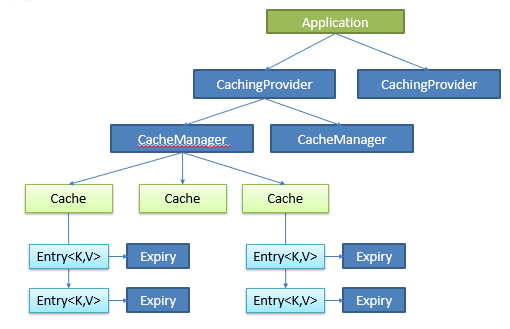 Application
CachingProvider CachingProvider
CacheManager CacheManager
Cache Cache Cache
Entry<K,V> Expiry Entry<K,V> Expiry
Entry<K,V> Expiry Entry<K,V> Expiry